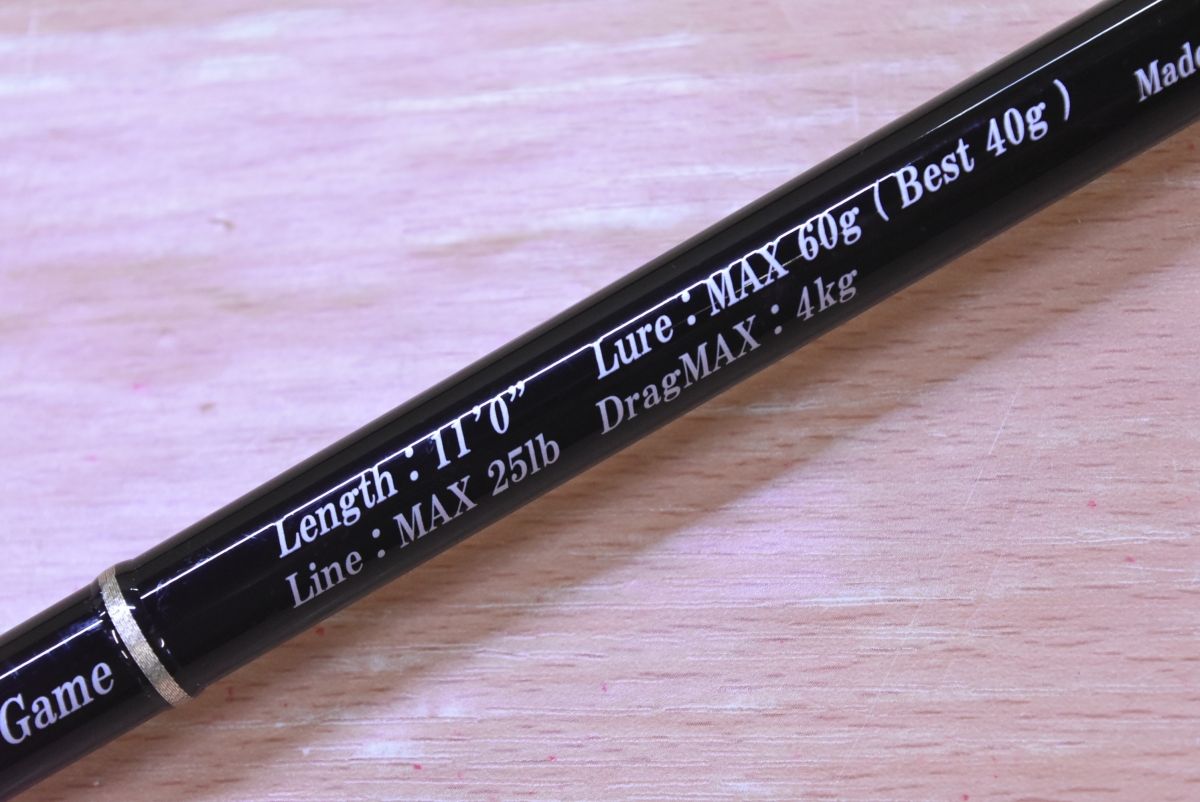 Game
Length : 11'0” Lure : MAX 60g ( Best 40g ) Made
Line : MAX 25lb DragMAX : 4kg